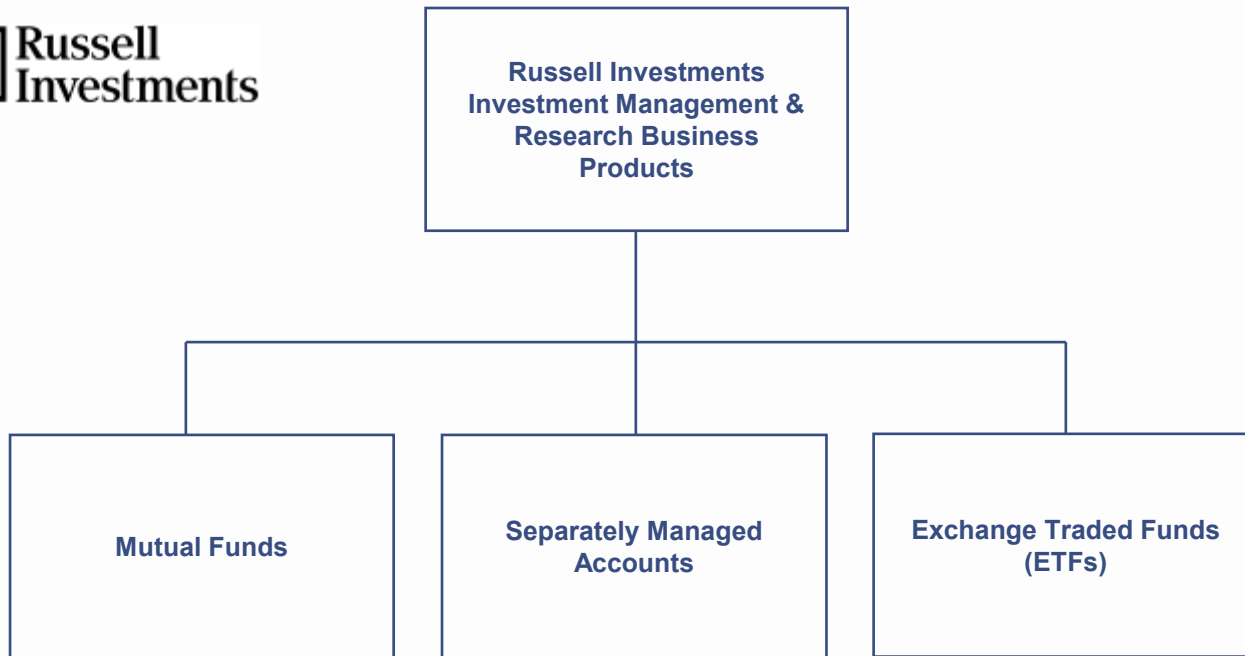 Russell
Investments
Russell Investments
Investment Management &
Research Business
Products
Mutual Funds
Separately Managed
Accounts
Exchange Traded Funds
(ETFs)